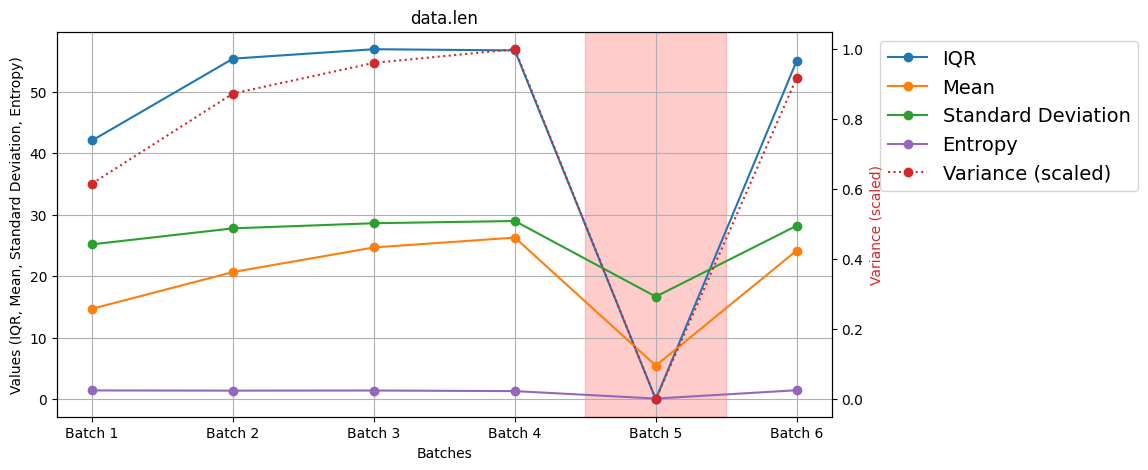 data.len
Values (IQR, Mean, Standard Deviation, Entropy)
50
40
30
20
10
0
Batch 1 Batch 2 Batch 3 Batch 4 Batch 5 Batch 6
Batches
1.0
0.8
0.6
0.4
0.2
0.0
Variance (scaled)
IQR
Mean
Standard Deviation
Entropy
Variance (scaled)